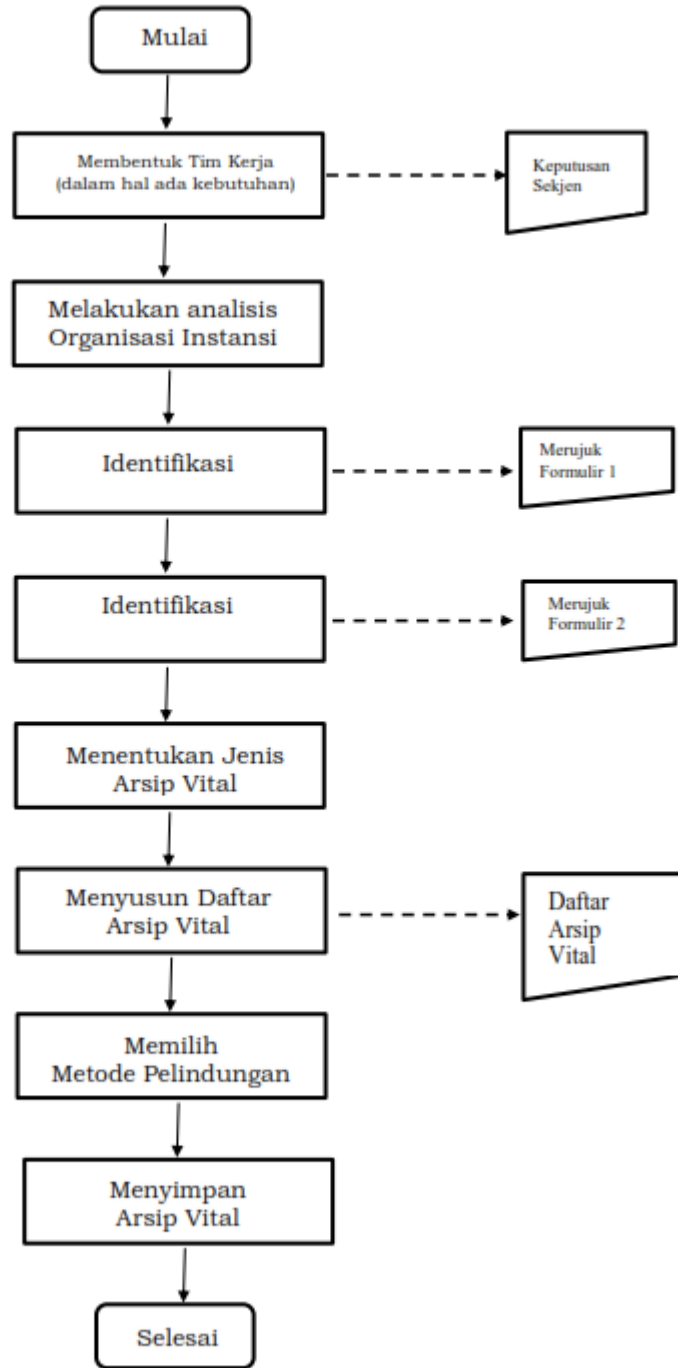 Mulai
Membentuk Tim Kerja
(dalam hal ada kebutuhan)
Keputusan
Sekjen
Melakukan analisis
Organisasi Instansi
Identifikasi
Merujuk
Formulir 1
Identifikasi
Merujuk
Formulir 2
Menentukan Jenis
Arsip Vital
Menyusun Daftar
Arsip Vital
Daftar
Arsip
Vital
Memilih
Metode Pelindungan
Menyimpan
Arsip Vital
Selesai